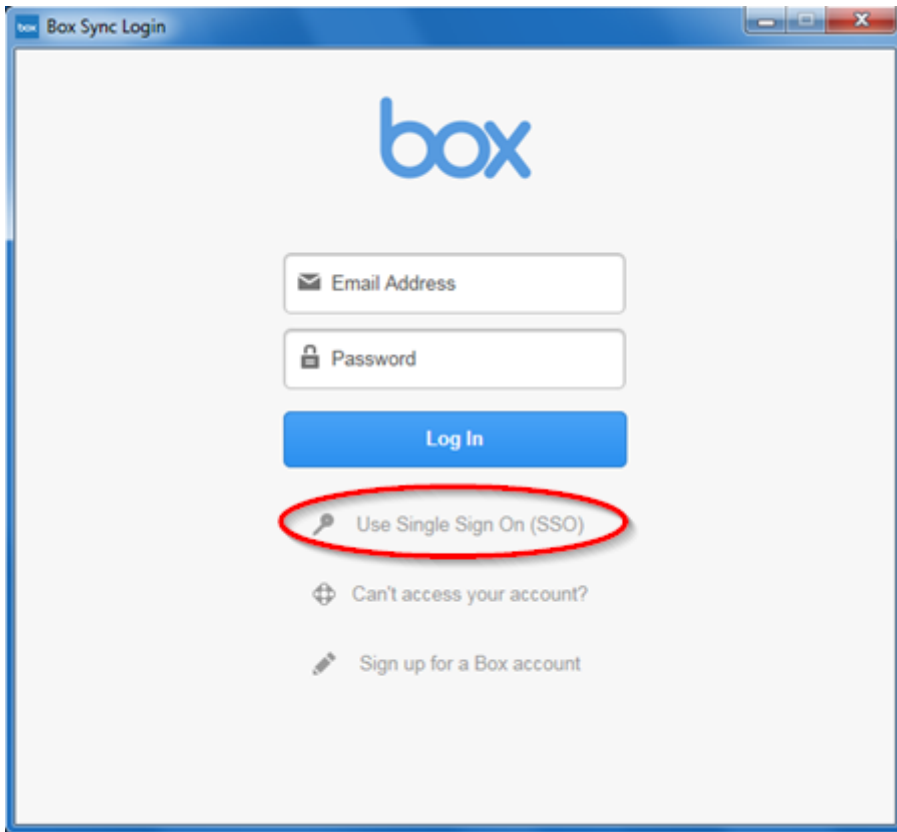 box Box Sync Login
box
Email Address
Password
Log In
Use Single Sign On (SSO)
Can't access your account?
Sign up for a Box account